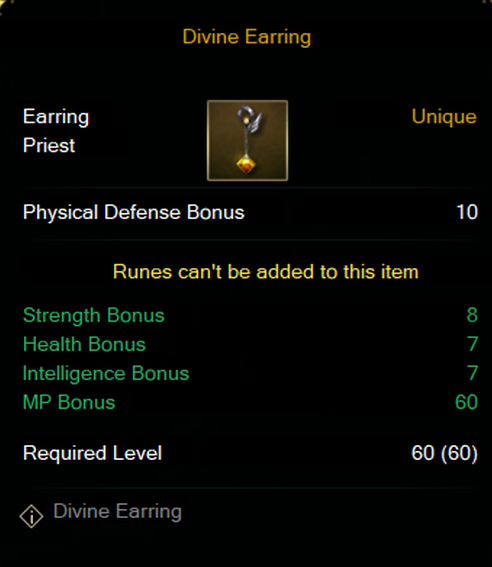 Divine Earring
Earring
Unique
Priest
Physical Defense Bonus 10
Runes can't be added to this item
Strength Bonus 8
Health Bonus 7
Intelligence Bonus 7
MP Bonus 60
Required Level 60 (60)
Divine Earring